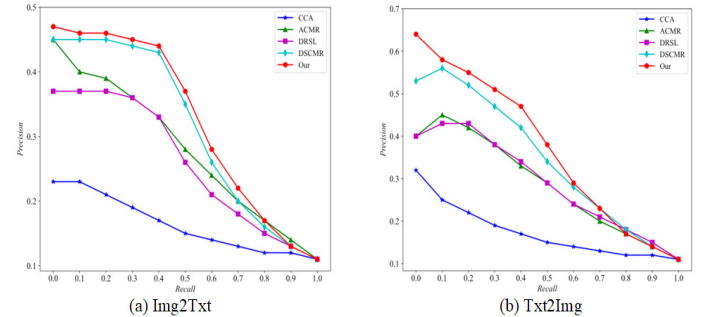 0.5
0.4
0.3
0.2
0.1
Precision
CCA
ACMR
DRSL
DSCMR
Our
0.0 0.1 0.2 0.3 0.4 0.5 0.6 0.7 0.8 0.9 1.0
Recall
(a) Img2Txt
0.7
0.6
0.5
0.4
0.3
0.2
0.1
Precision
CCA
ACMR
DRSL
DSCMR
Our
0.0 0.1 0.2 0.3 0.4 0.5 0.6 0.7 0.8 0.9 1.0
Recall
(b) Txt2Img